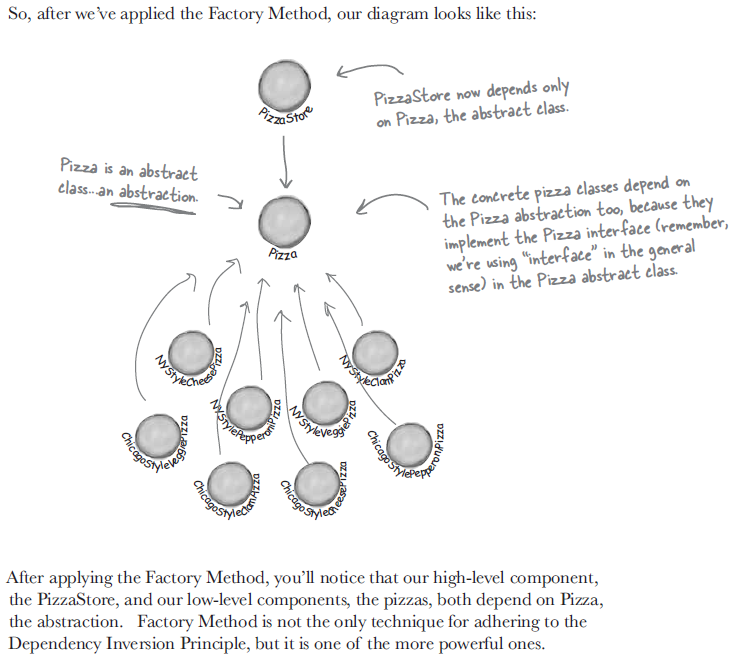 So, after we've applied the Factory Method, our diagram looks like this:
PizzaStore
PizzaStore now depends only
on Pizza, the abstract class.
Pizza is an abstract
class...an abstraction.
Pizza
The concrete pizza classes depend on
the Pizza abstraction too, because they
implement the Pizza interface (remember,
we're using "interface" in the general
sense) in the Pizza abstract class.
NYStyleCheesePizza
NYStyleClamPizza
NYStylePepperoniPizza
NYStyleVeggiePizza
ChicagoStyleVeggiePizza
ChicagoStylePepperoniPizza
ChicagoStyleClamPizza
ChicagoStyleCheesePizza
After applying the Factory Method, you'll notice that our high-level component,
the PizzaStore, and our low-level components, the pizzas, both depend on Pizza,
the abstraction. Factory Method is not the only technique for adhering to the
Dependency Inversion Principle, but it is one of the more powerful ones.